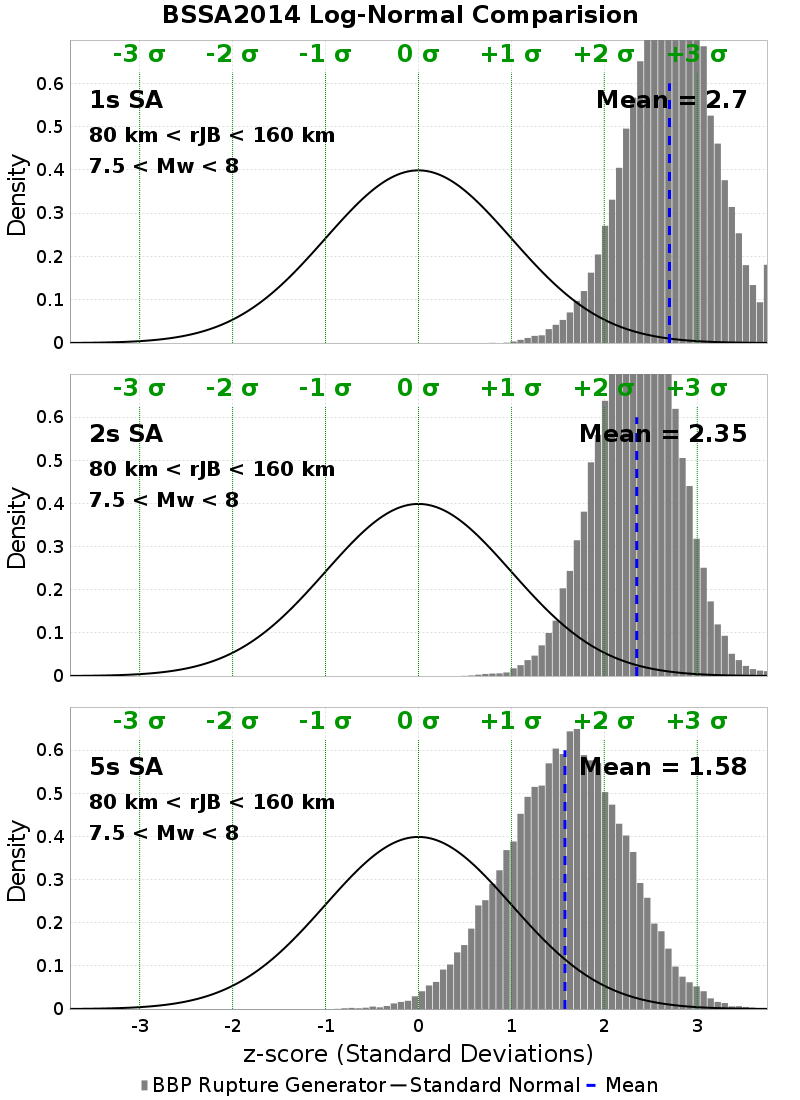 BSSA2014 Log-Normal Comparision
-3 σ -2 σ -1 σ 0 σ +1 σ +2 σ +3 σ
0.6
1s SA Mean = 2.7
0.5
80 km < rJB < 160 km
7.5 < Mw < 8
0.4
0.3
0.2
0.1
0
Density
-3 σ -2 σ -1 σ 0 σ +1 σ +2 σ +3 σ
0.6
2s SA Mean = 2.35
0.5
80 km < rJB < 160 km
7.5 < Mw < 8
0.4
0.3
0.2
0.1
0
Density
-3 σ -2 σ -1 σ 0 σ +1 σ +2 σ +3 σ
0.6
5s SA Mean = 1.58
0.5
80 km < rJB < 160 km
7.5 < Mw < 8
0.4
0.3
0.2
0.1
0
Density
-3 -2 -1 0 1 2 3
z-score (Standard Deviations)
BBP Rupture Generator Standard Normal Mean